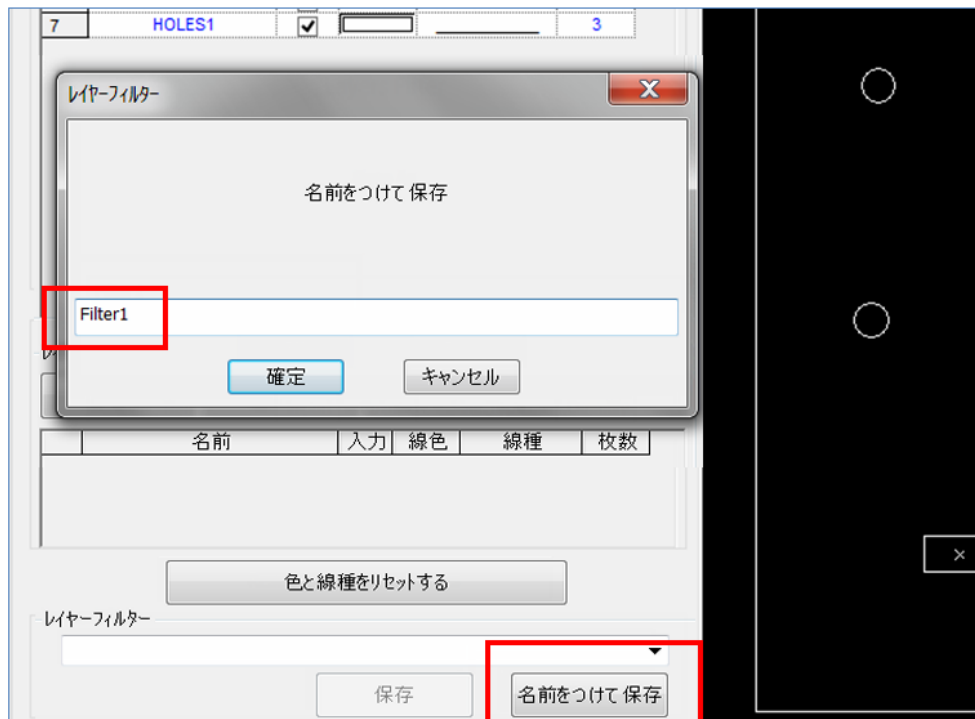 7 HOLES1 3
レイヤーフィルター
名前をつけて保存
Filter1
確定 キャンセル
名前 入力 線色 線種 枚数
色と線種をリセットする
レイヤーフィルター
保存 名前をつけて保存